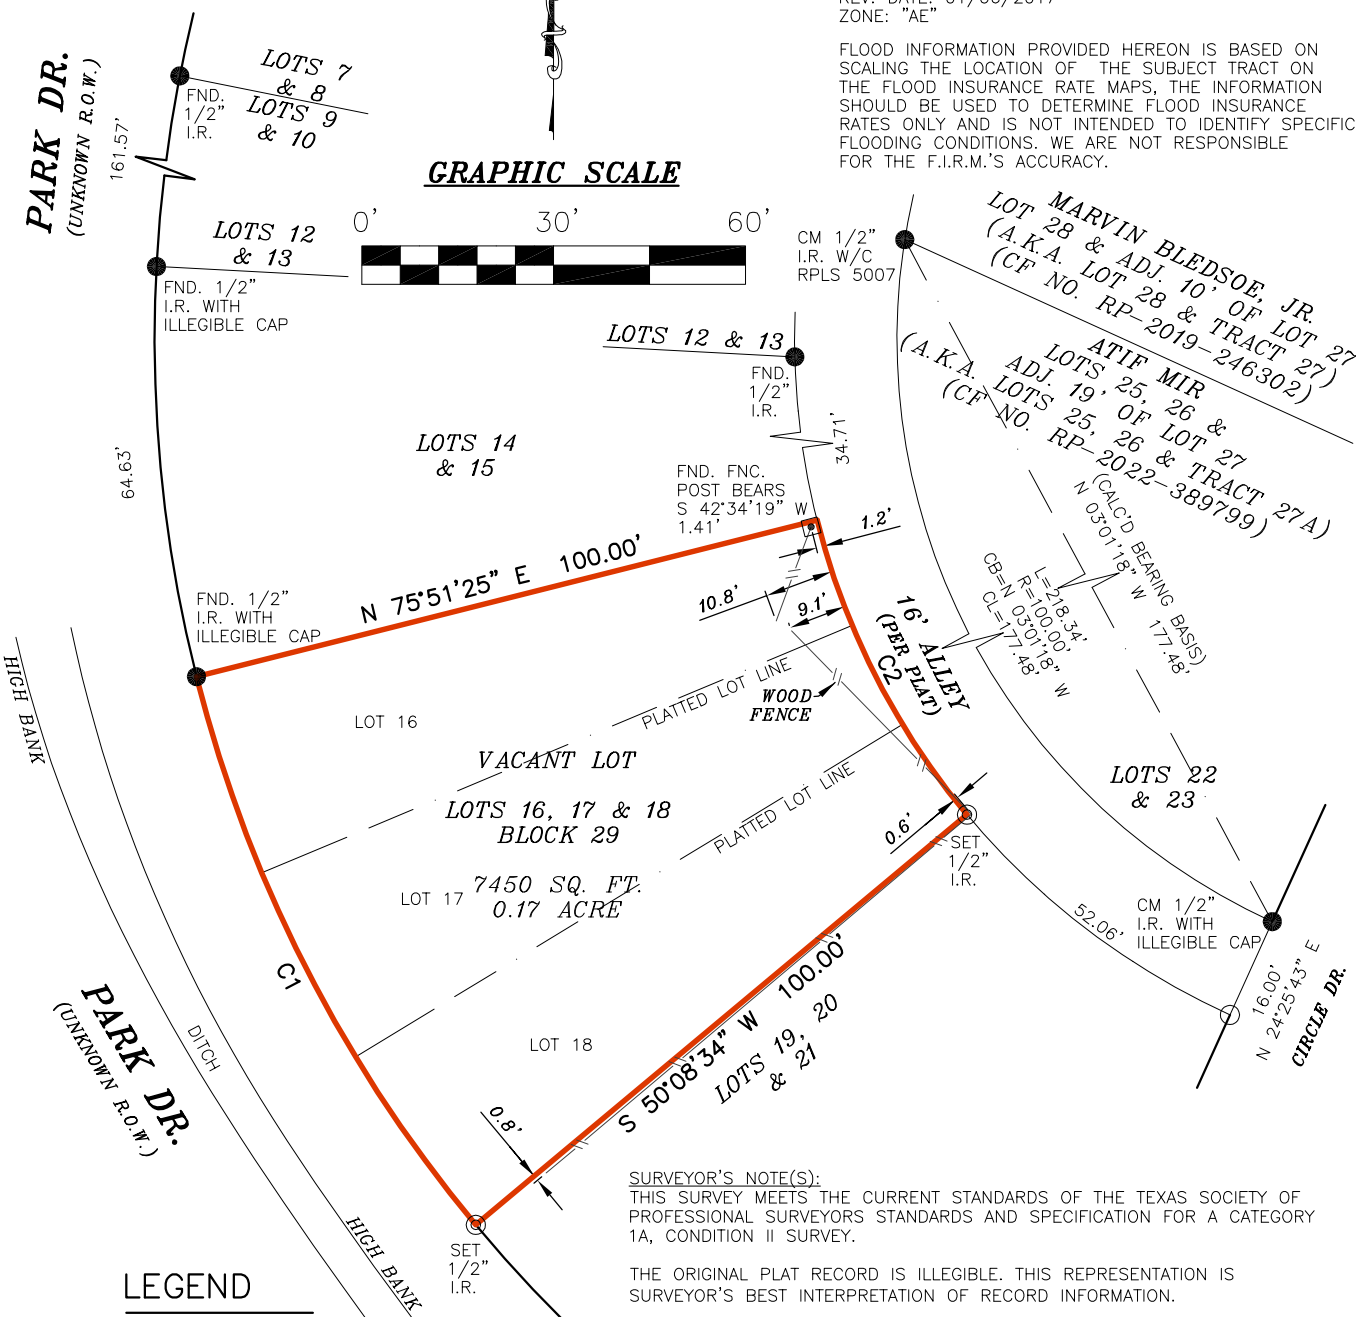 ZONE: "AE"
FLOOD INFORMATION PROVIDED HEREON IS BASED ON
SCALING THE LOCATION OF THE SUBJECT TRACT ON
THE FLOOD INSURANCE RATE MAPS, THE INFORMATION
SHOULD BE USED TO DETERMINE FLOOD INSURANCE
RATES ONLY AND IS NOT INTENDED TO IDENTIFY SPECIFIC
FLOODING CONDITIONS. WE ARE NOT RESPONSIBLE
FOR THE F.I.R.M.'S ACCURACY.
PARK DR.
(UNKNOWN R.O.W.)
161.57'
LOTS 7
& 8
LOTS 9
& 10
FND.
1/2"
I.R.
GRAPHIC SCALE
0' 30' 60'
LOTS 12
& 13
FND. 1/2"
I.R. WITH
ILLEGIBLE CAP
CM 1/2"
I.R. W/C
RPLS 5007
MARVIN BLEDSOE, JR.
LOT 28 & ADJ. 10' OF LOT 27
(A.K.A. LOT 28 & TRACT 27)
(CF NO. RP-2019-246302)
ATIF MIR
LOTS 25, 26 &
ADJ. 19' OF LOT 27
(A.K.A. LOTS 25, 26 & TRACT 27A)
(CF NO. RP-2022-389799)
LOTS 12 & 13
FND.
1/2"
I.R.
34.71'
64.63'
LOTS 14
& 15
FND. FNC.
POST BEARS
S 42°34'19" W
1.41'
1.2'
N 75°51'25" E 100.00'
10.8'
9.1'
16' ALLEY
(PER PLAT)
C2
(CALC'D BEARING BASIS)
N 03°01'18" W 177.48'
L=218.34'
R=100.00'
CB=N 03°01'18" W
CL=177.48'
FND. 1/2"
I.R. WITH
ILLEGIBLE CAP
HIGH BANK
LOT 16
PLATTED LOT LINE
WOOD
FENCE
VACANT LOT
LOTS 16, 17 & 18
BLOCK 29
7450 SQ. FT.
0.17 ACRE
PLATTED LOT LINE
LOT 17
0.6'
SET
1/2"
I.R.
LOTS 22
& 23
CM 1/2"
I.R. WITH
ILLEGIBLE CAP
52.06'
16.00'
N 24°25'43" E
CIRCLE DR.
C1
PARK DR.
(UNKNOWN R.O.W.)
DITCH
LOT 18
S 50°08'34" W 100.00'
LOTS 19, 20
& 21
0.8'
HIGH BANK
SET
1/2"
I.R.
SURVEYOR'S NOTE(S):
THIS SURVEY MEETS THE CURRENT STANDARDS OF THE TEXAS SOCIETY OF
PROFESSIONAL SURVEYORS STANDARDS AND SPECIFICATION FOR A CATEGORY
1A, CONDITION II SURVEY.
THE ORIGINAL PLAT RECORD IS ILLEGIBLE. THIS REPRESENTATION IS
SURVEYOR'S BEST INTERPRETATION OF RECORD INFORMATION.
LEGEND